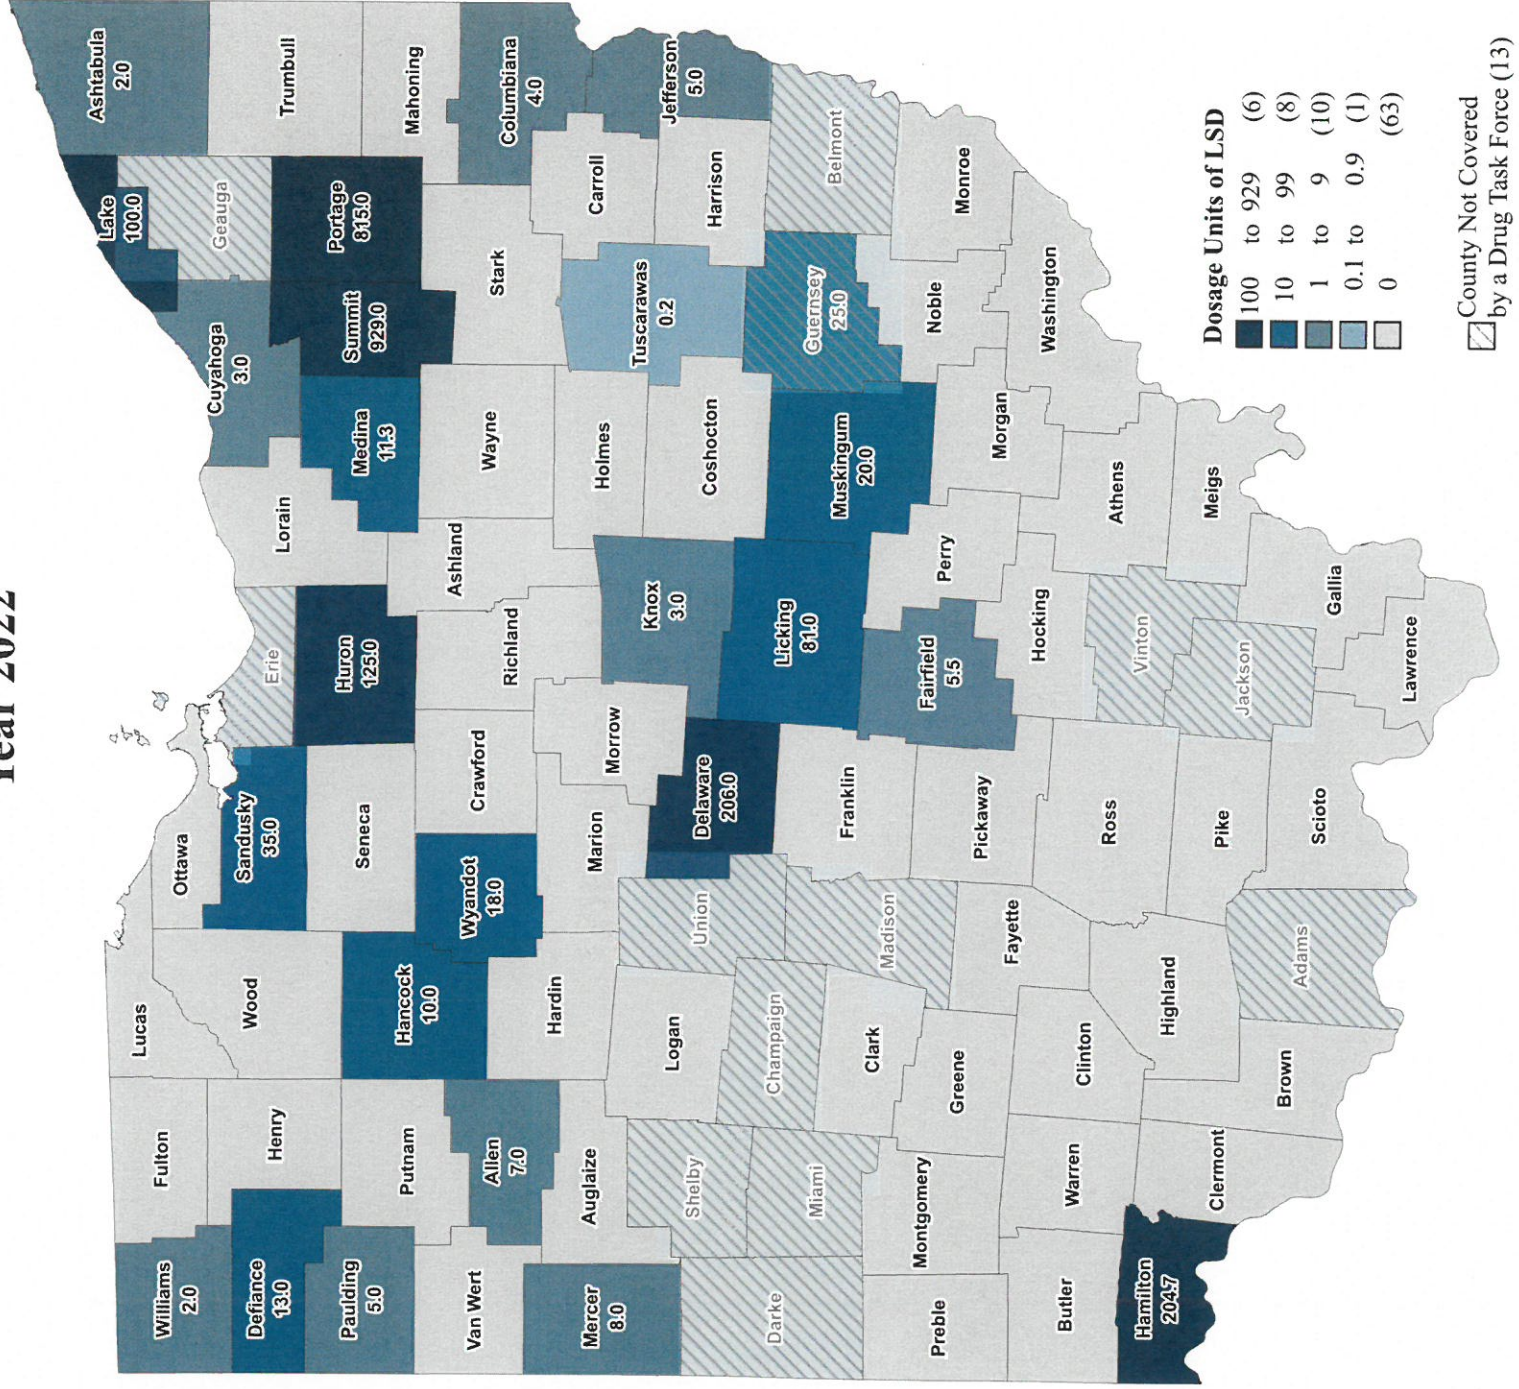 Year 2022
Williams
2.0
Fulton
Lucas
Ottawa
Defiance
13.0
Henry
Wood
Sandusky
35.0
Erie
Lorain
Cuyahoga
3.0
Lake
100.0
Geauga
Ashtabula
2.0
Trumbull
Paulding
5.0
Putnam
Hancock
10.0
Seneca
Huron
125.0
Medina
11.3
Summit
929.0
Portage
815.0
Mahoning
Van Wert
Allen
7.0
Wyandot
18.0
Crawford
Richland
Ashland
Wayne
Stark
Columbiana
4.0
Mercer
8.0
Auglaize
Hardin
Marion
Morrow
Knox
3.0
Holmes
Tuscarawas
0.2
Carroll
Jefferson
5.0
Harrison
Darke
Shelby
Logan
Union
Delaware
206.0
Licking
81.0
Coshocton
Guernsey
25.0
Belmont
Miami
Champaign
Madison
Franklin
Fairfield
5.5
Muskingum
20.0
Noble
Monroe
Preble
Montgomery
Clark
Greene
Fayette
Pickaway
Perry
Morgan
Washington
Butler
Warren
Clinton
Ross
Hocking
Vinton
Athens
Meigs
Hamilton
204.7
Clermont
Highland
Pike
Jackson
Gallia
Brown
Adams
Scioto
Lawrence
Dosage Units of LSD
100 to 929 (6)
10 to 99 (8)
1 to 9 (10)
0.1 to 0.9 (1)
0 (63)
County Not Covered
by a Drug Task Force (13)